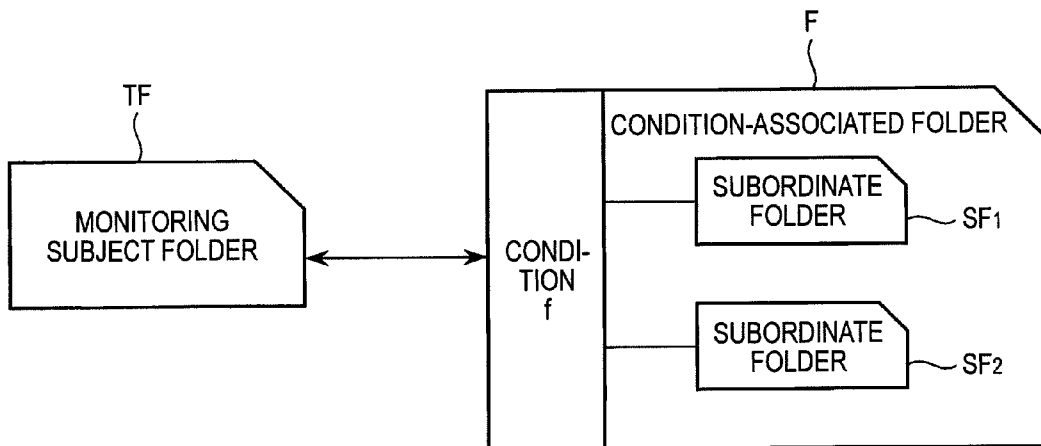 F
TF
CONDITION-ASSOCIATED FOLDER
MONITORING
SUBJECT FOLDER
CONDI-
TION
f
SUBORDINATE
FOLDER
SF1
SUBORDINATE
FOLDER
SF2